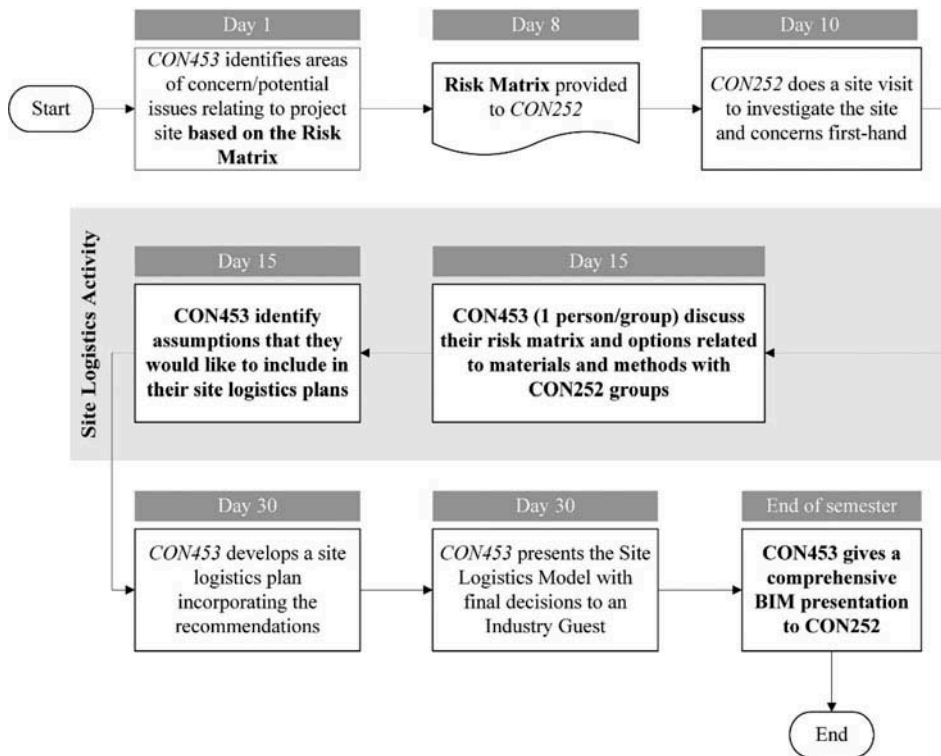 Start
Day 1
CON453 identifies areas
of concern/potential
issues relating to project
site based on the Risk
Matrix
Day 8
Risk Matrix provided
to CON252
Day 10
CON252 does a site visit
to investigate the site
and concerns first-hand
Site Logistics Activity
Day 15
CON453 identify
assumptions that they
would like to include in
their site logistics plans
Day 15
CON453 (1 person/group) discuss
their risk matrix and options related
to materials and methods with
CON252 groups
Day 30
CON453 develops a site
logistics plan
incorporating the
recommendations
Day 30
CON453 presents the Site
Logistics Model with
final decisions to an
Industry Guest
End of semester
CON453 gives a
comprehensive
BIM presentation
to CON252
End